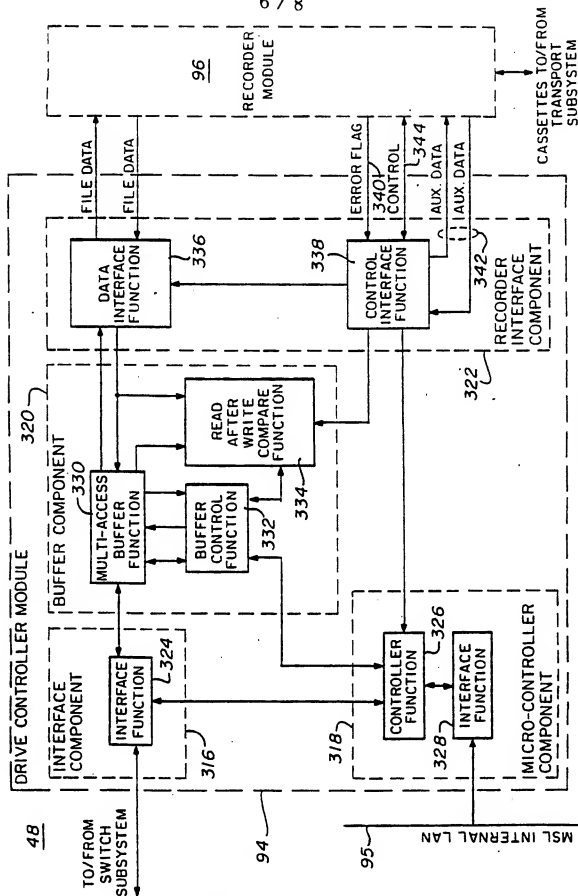 6 / 8
96
RECORDER
MODULE
CASSETTES TO/FROM
TRANSPORT
SUBSYSTEM
FILE DATA
FILE DATA
ERROR FLAG
340
CONTROL
344
AUX. DATA
AUX. DATA
342
DATA
INTERFACE
FUNCTION
336
338
CONTROL
INTERFACE
FUNCTION
RECORDER
INTERFACE
COMPONENT
322
320
BUFFER COMPONENT
330
MULTI-ACCESS
BUFFER
FUNCTION
READ
AFTER
WRITE
COMPARE
FUNCTION
BUFFER
CONTROL
FUNCTION
332
334
DRIVE CONTROLLER MODULE
INTERFACE
COMPONENT
INTERFACE
FUNCTION
324
316
CONTROLLER
FUNCTION
326
318
328
INTERFACE
FUNCTION
MICRO-CONTROLLER
COMPONENT
48
TO/FROM
SWITCH
SUBSYSTEM
94
95
MSL INTERNAL LAN